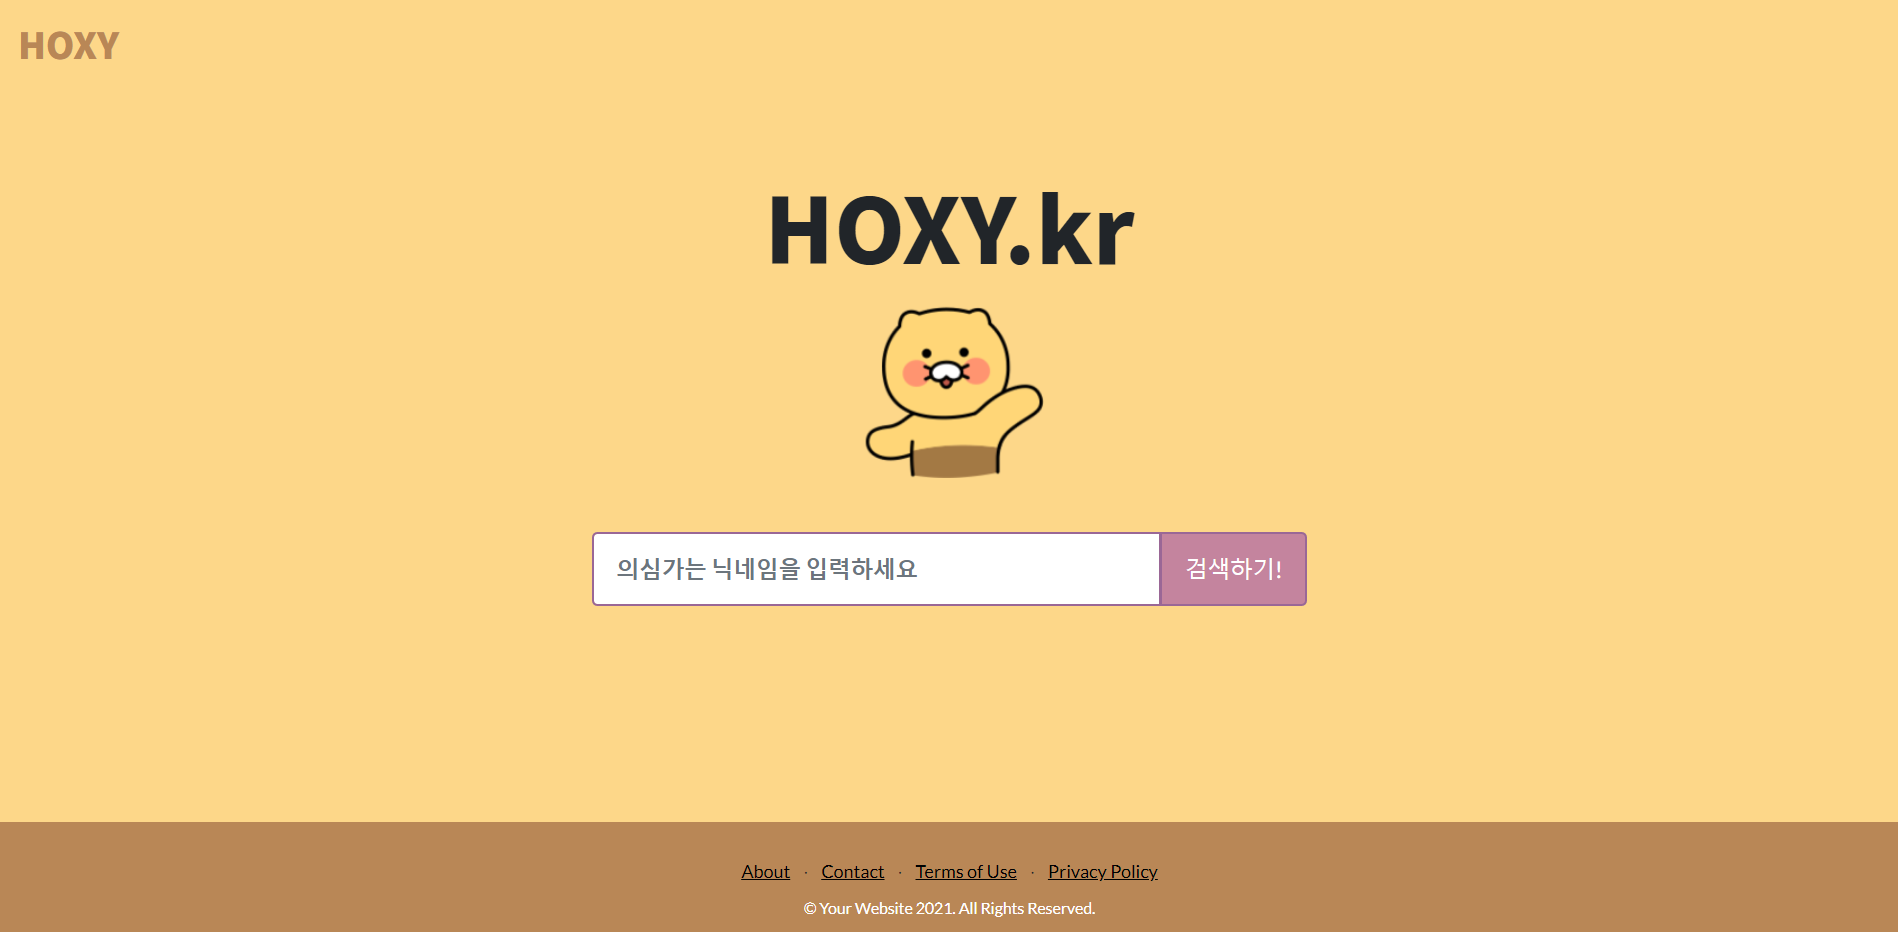 HOXY
HOXY.kr
의심가는 닉네임을 입력하세요
검색하기!
About · Contact · Terms of Use · Privacy Policy
© Your Website 2021. All Rights Reserved.